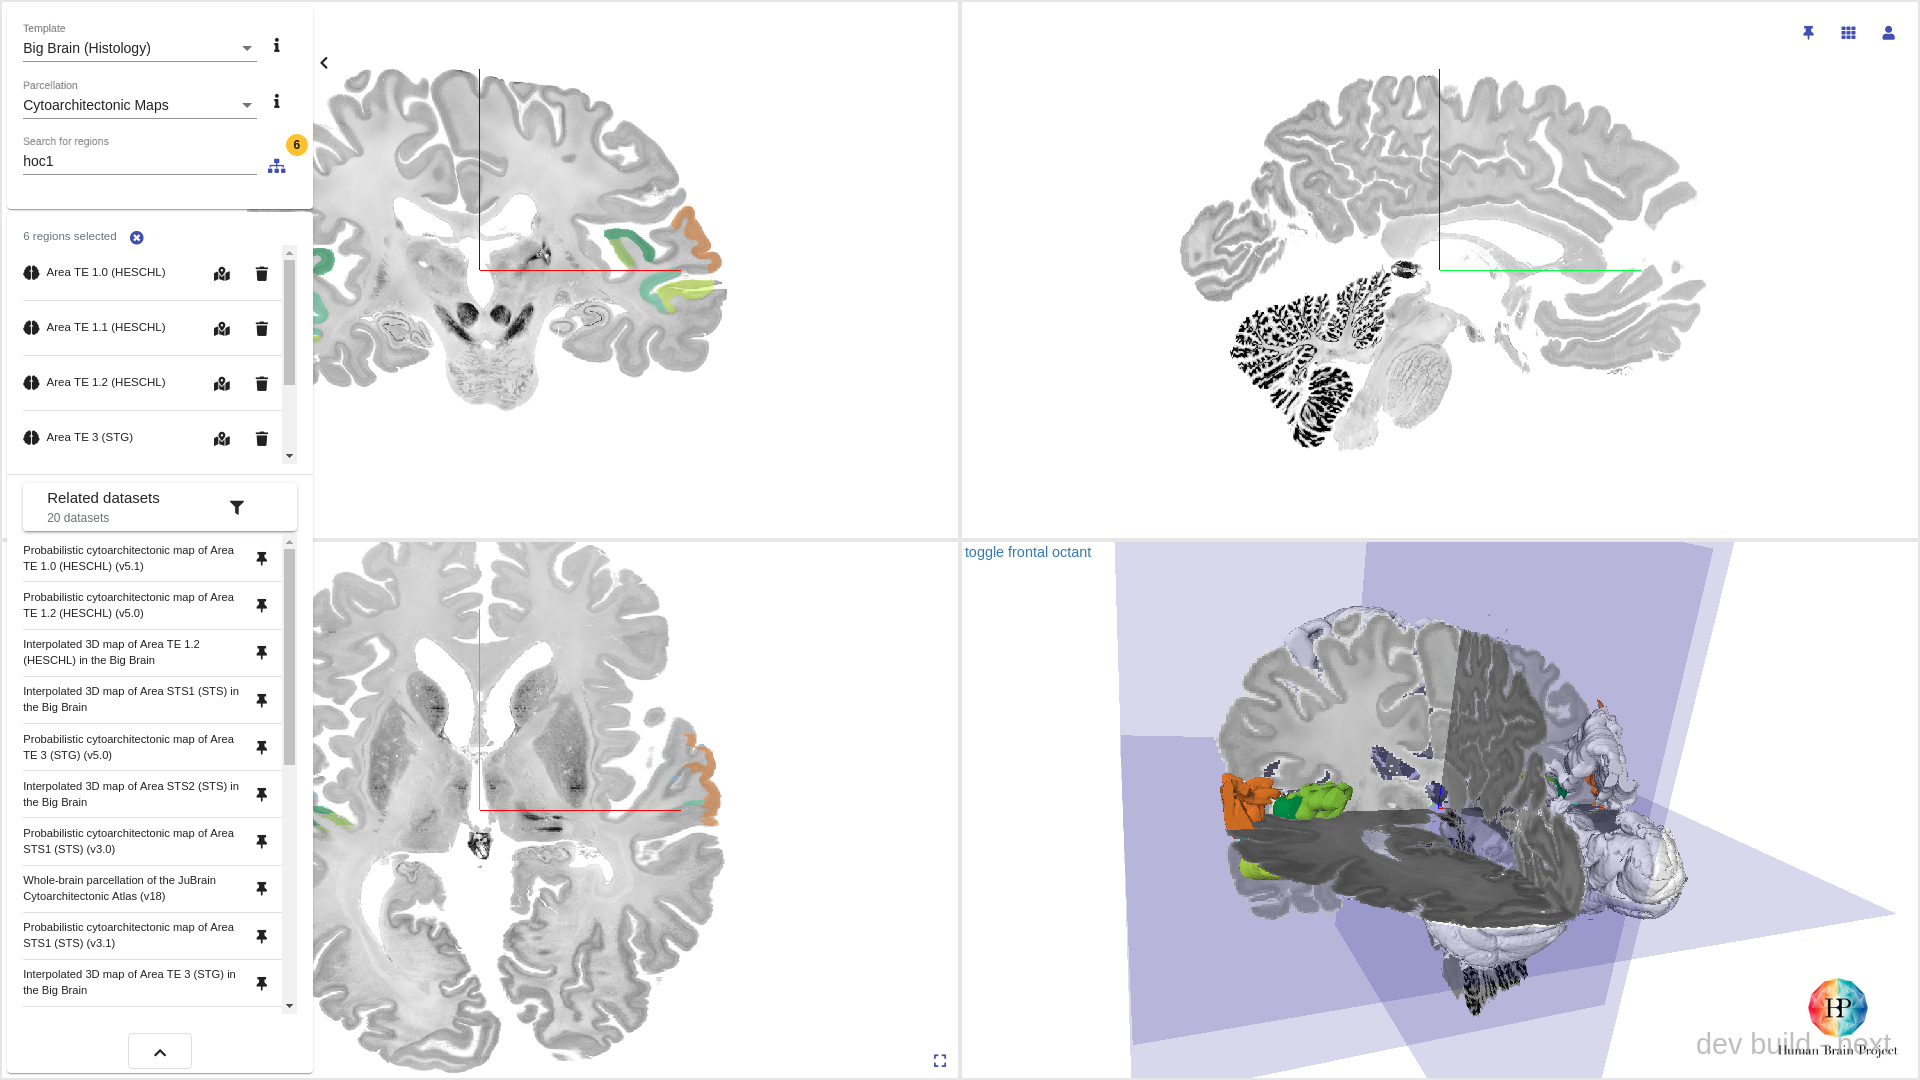 Template
Big Brain (Histology)
Parcellation
Cytoarchitectonic Maps
Search for regions
6
hoc1
6 regions selected
Area TE 1.0 (HESCHL)
Area TE 1.1 (HESCHL)
Area TE 1.2 (HESCHL)
Area TE 3 (STG)
Related datasets
20 datasets
Probabilistic cytoarchitectonic map of Area
TE 1.0 (HESCHL) (v5.1)
Probabilistic cytoarchitectonic map of Area
TE 1.2 (HESCHL) (v5.0)
Interpolated 3D map of Area TE 1.2
(HESCHL) in the Big Brain
Interpolated 3D map of Area STS1 (STS) in
the Big Brain
Probabilistic cytoarchitectonic map of Area
TE 3 (STG) (v5.0)
Interpolated 3D map of Area STS2 (STS) in
the Big Brain
Probabilistic cytoarchitectonic map of Area
STS1 (STS) (v3.0)
Whole-brain parcellation of the JuBrain
Cytoarchitectonic Atlas (v18)
Probabilistic cytoarchitectonic map of Area
STS1 (STS) (v3.1)
Interpolated 3D map of Area TE 3 (STG) in
the Big Brain
toggle frontal octant
HP
dev build - next
Human Brain Project